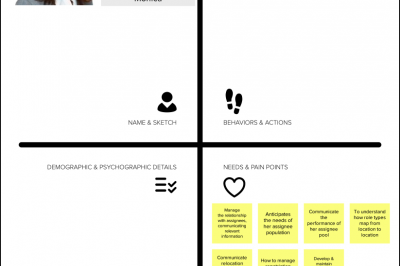 NAME & SKETCH
BEHAVIORS & ACTIONS
DEMOGRAPHIC & PSYCHOGRAPHIC DETAILS
NEEDS & PAIN POINTS
Manage
the relationship
with assignees,
communicating
relevant
information
Anticipates
the needs of
her assignee
population
Communicate
the
performance of
her assignee
pool
To understand
how role types
map from
location to
location
Communicate
relocation
How to manage
Develop &
maintain